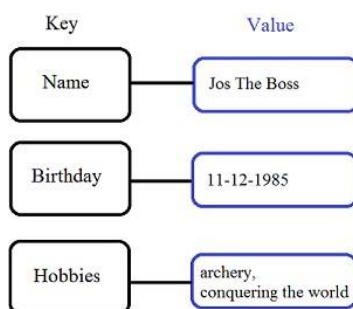 Key Value
Name Jos The Boss
Birthday 11-12-1985
Hobbies archery,
conquering the world